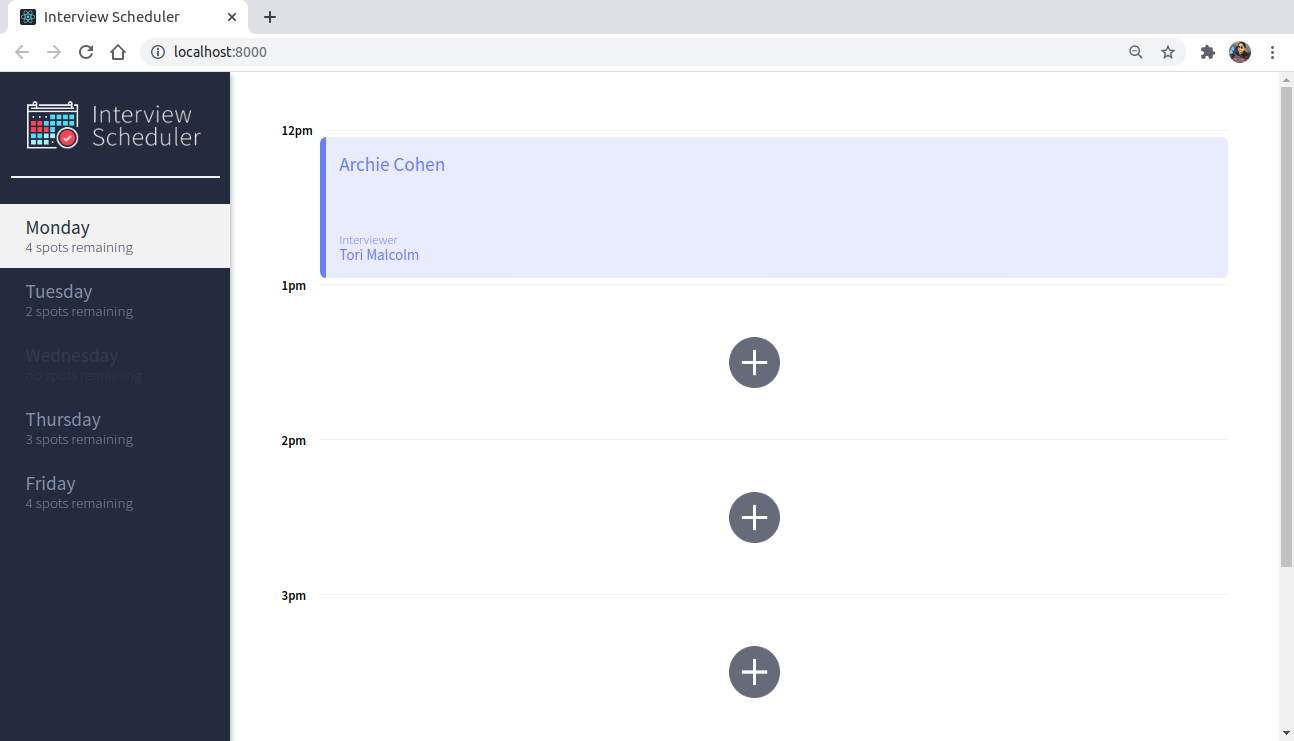 Interview Scheduler
localhost:8000
Interview
Scheduler
Monday
4 spots remaining
Tuesday
2 spots remaining
Wednesday
no spots remaining
Thursday
3 spots remaining
Friday
4 spots remaining
12pm
Archie Cohen
Interviewer
Tori Malcolm
1pm
2pm
3pm